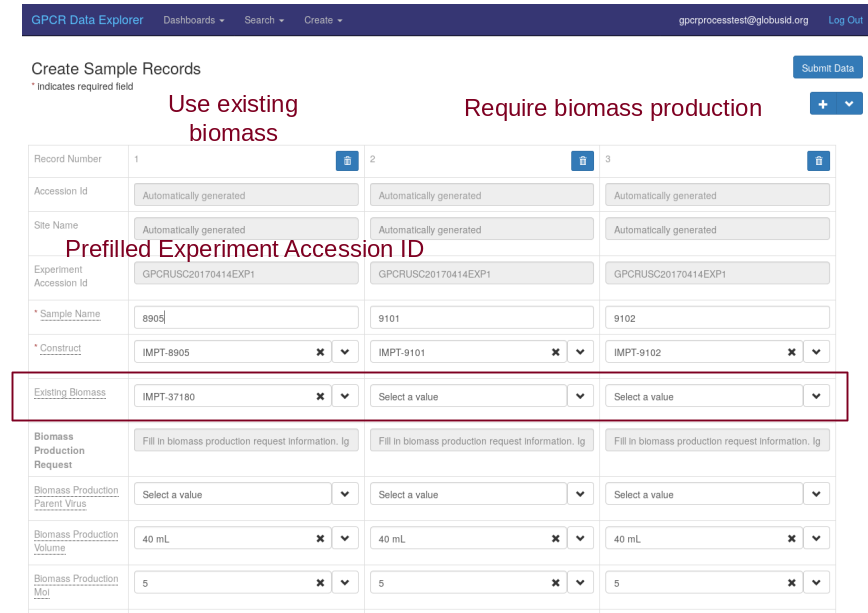 GPCR Data Explorer Dashboards Search Create gpcrprocesstest@globusid.org Log Out
Create Sample Records Submit Data
* Indicates required field
Use existing
biomass
Require biomass production
Record Number 1 2 3
Accession Id Automatically generated Automatically generated Automatically generated
Site Name Automatically generated Automatically generated Automatically generated
Prefilled Experiment Accession ID
Experiment
Accession Id GPCRUSC20170414EXP1 GPCRUSC20170414EXP1 GPCRUSC20170414EXP1
* Sample Name 8905 9101 9102
* Construct IMPT-8905 IMPT-9101 IMPT-9102
Existing Biomass IMPT-37180 Select a value Select a value
Biomass
Production
Request
Fill in biomass production request information. Ig Fill in biomass production request information. Ig Fill in biomass production request information. Ig
Biomass Production
Parent Virus
Select a value Select a value Select a value
Biomass Production
Volume
40 mL 40 mL 40 mL
Biomass Production
Moi
5 5 5